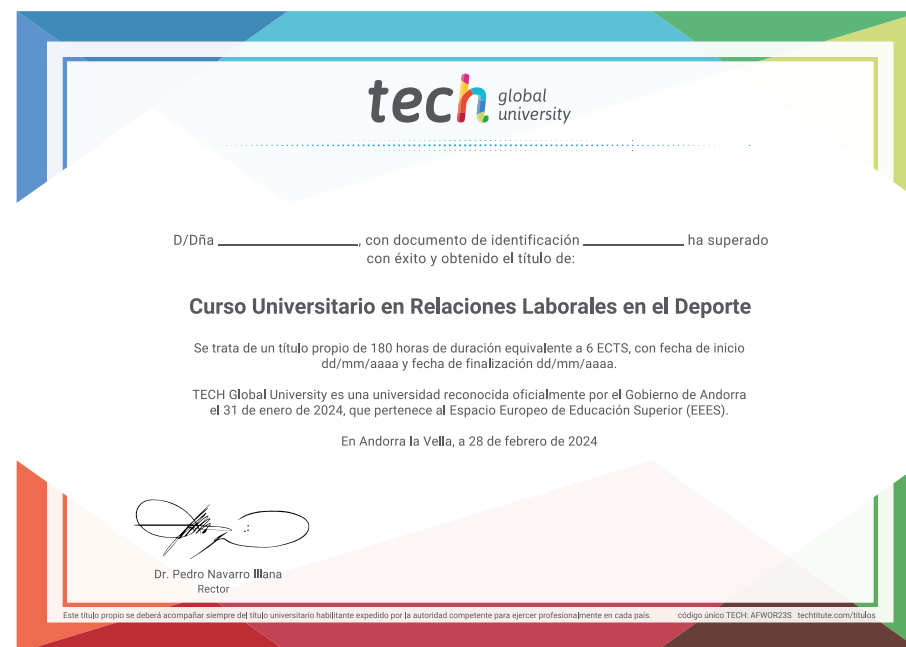 tech global university
D/Dña ____________________, con documento de identificación ______________ ha superado
con éxito y obtenido el título de:
Curso Universitario en Relaciones Laborales en el Deporte
Se trata de un título propio de 180 horas de duración equivalente a 6 ECTS, con fecha de inicio
dd/mm/aaaa y fecha de finalización dd/mm/aaaa.
TECH Global University es una universidad reconocida oficialmente por el Gobierno de Andorra
el 31 de enero de 2024, que pertenece al Espacio Europeo de Educación Superior (EEES).
En Andorra la Vella, a 28 de febrero de 2024
Dr. Pedro Navarro Illana
Rector
Este título propio se deberá acompañar siempre del título universitario habilitante expedido por la autoridad competente para ejercer profesionalmente en cada país. código único TECH: AFWOR23S techtitute.com/titulos